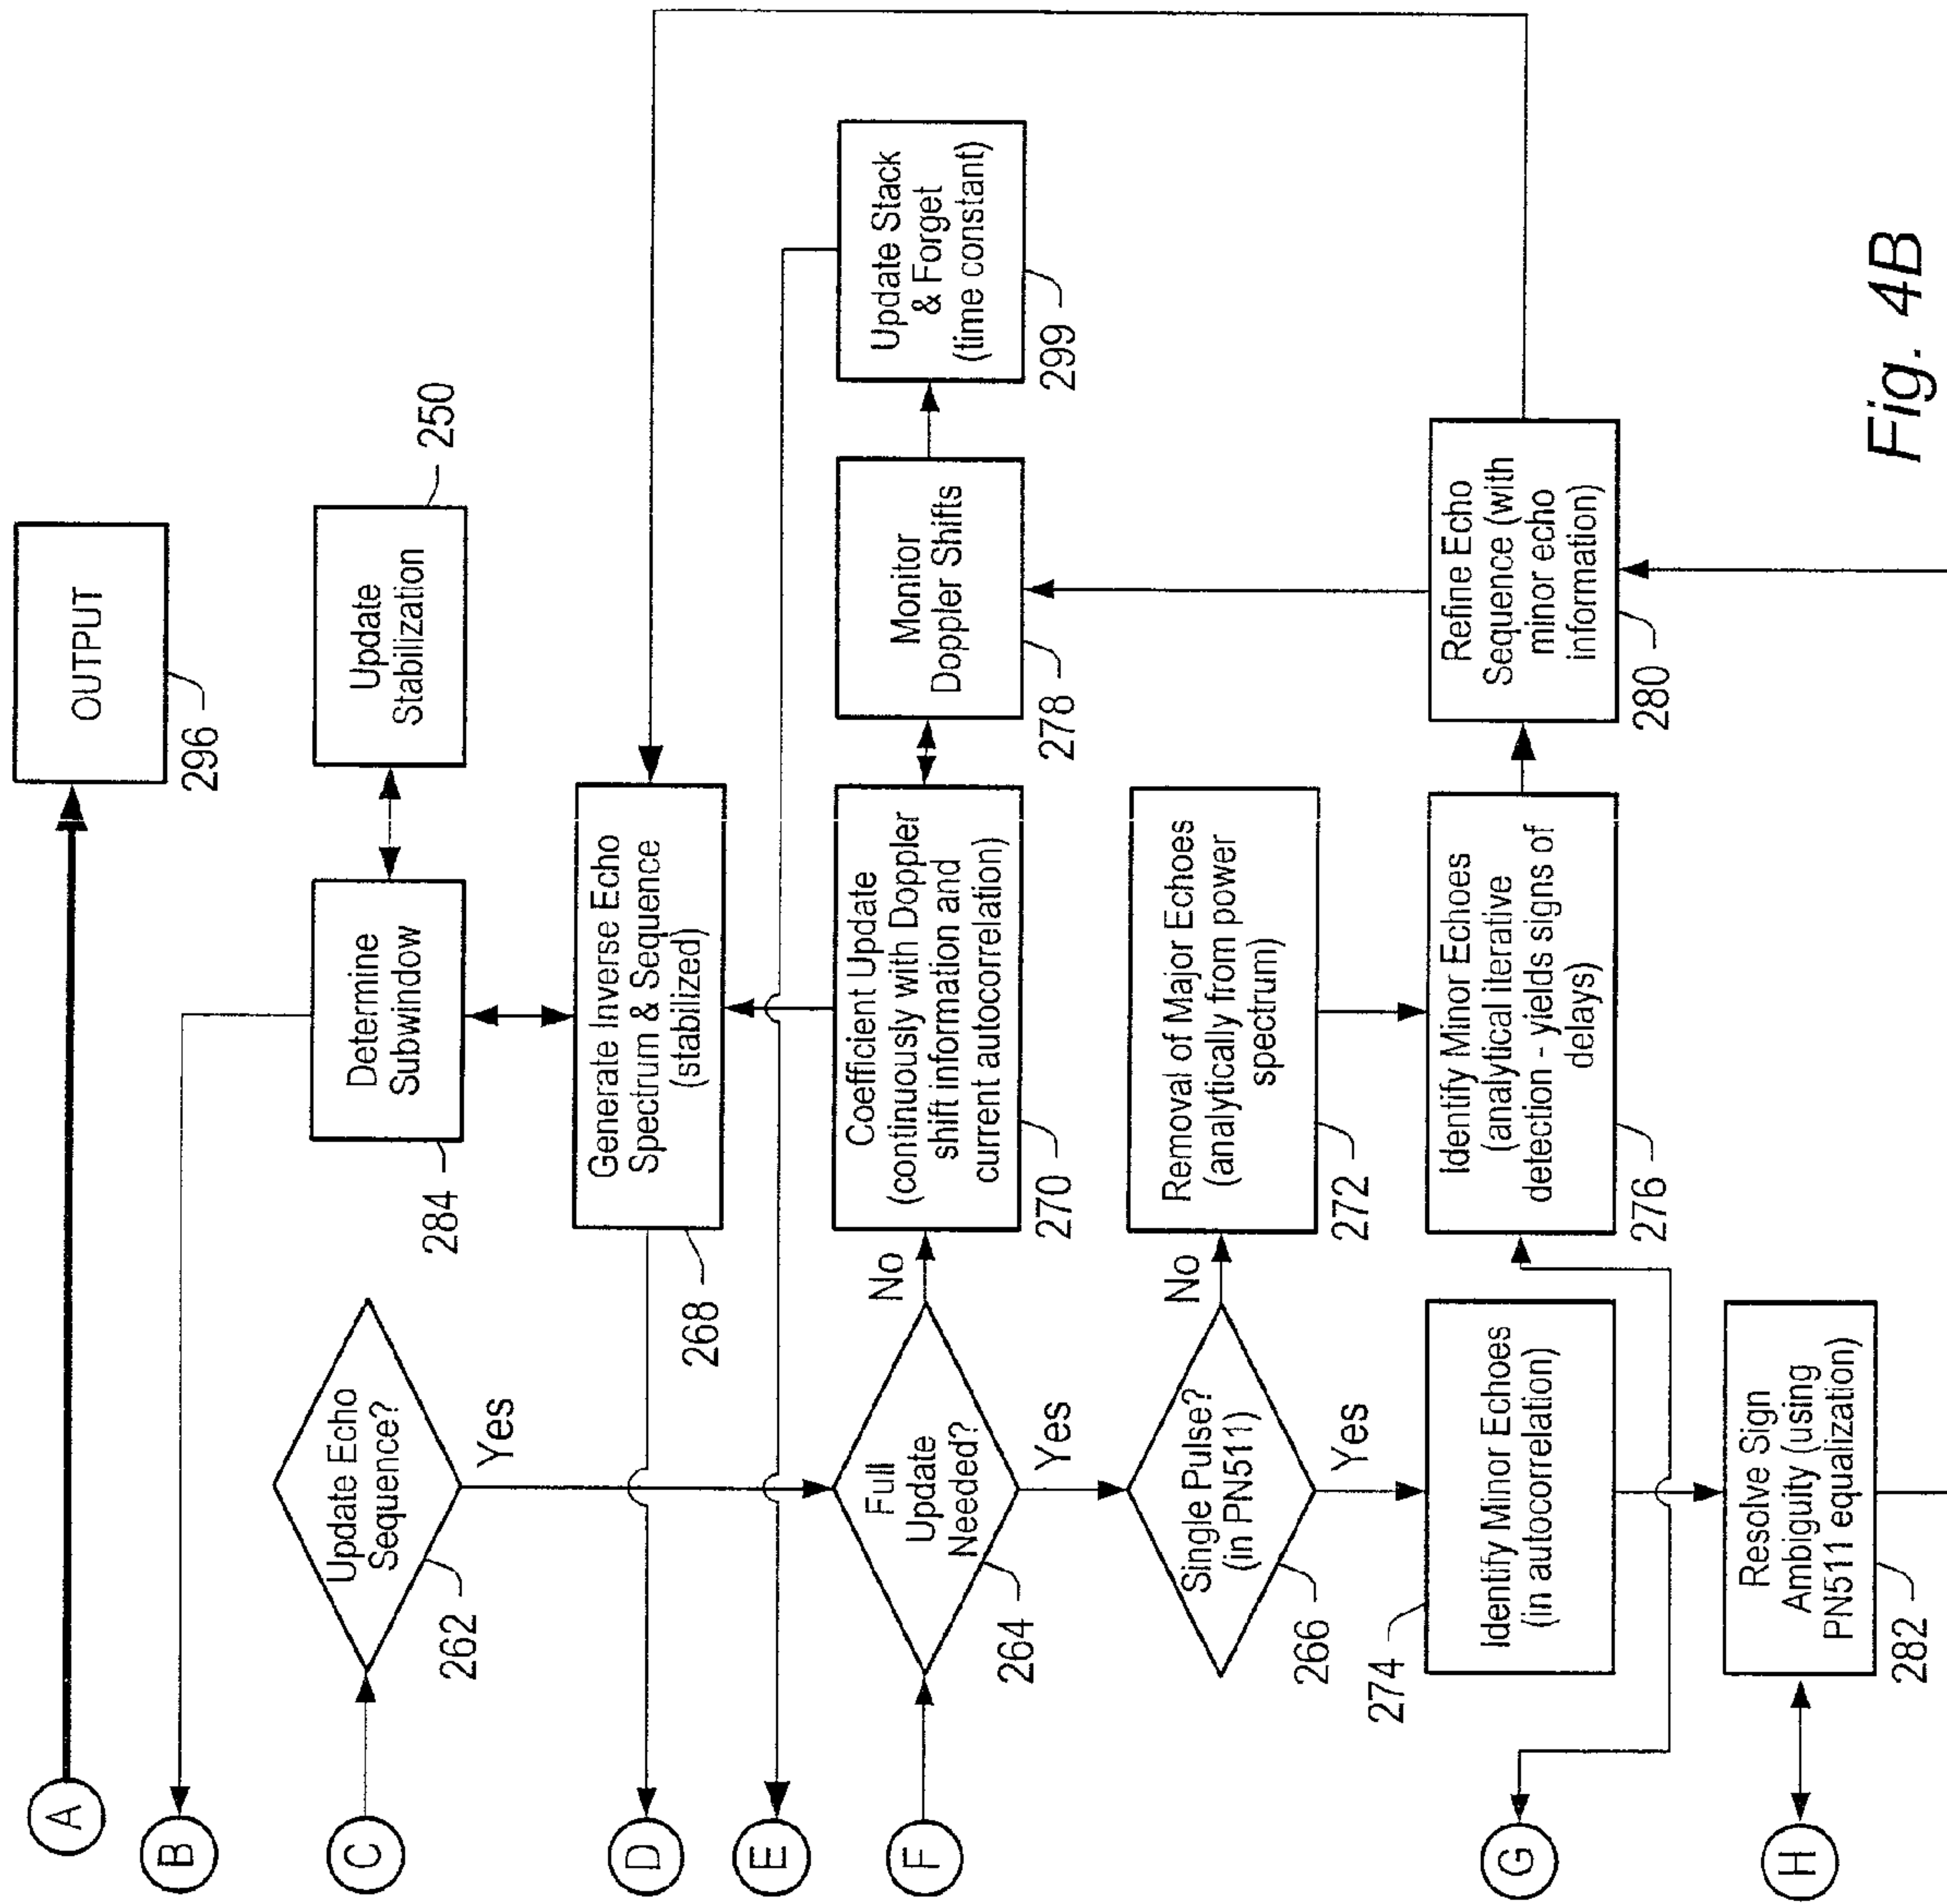 A
OUTPUT
296
B
Determine
Subwindow
284
Update
Stabilization
250
C
Update Echo
Sequence?
262
Yes
D
Generate Inverse Echo
Spectrum & Sequence
(stabilized)
268
E
F
Full
Update
Needed?
264
No
Yes
Coefficient Update
(continuously with Doppler
shift information and
current autocorrelation)
270
Monitor
Doppler Shifts
278
Update Stack
& Forget
(time constant)
299
Single Pulse?
(in PN511)
266
No
Yes
Removal of Major Echoes
(analytically from power
spectrum)
272
G
Identify Minor Echoes
(in autocorrelation)
274
Identify Minor Echoes
(analytical iterative
detection - yields signs of
delays)
276
Refine Echo
Sequence (with
minor echo
information)
280
H
Resolve Sign
Ambiguity (using
PN511 equalization)
282
Fig. 4B